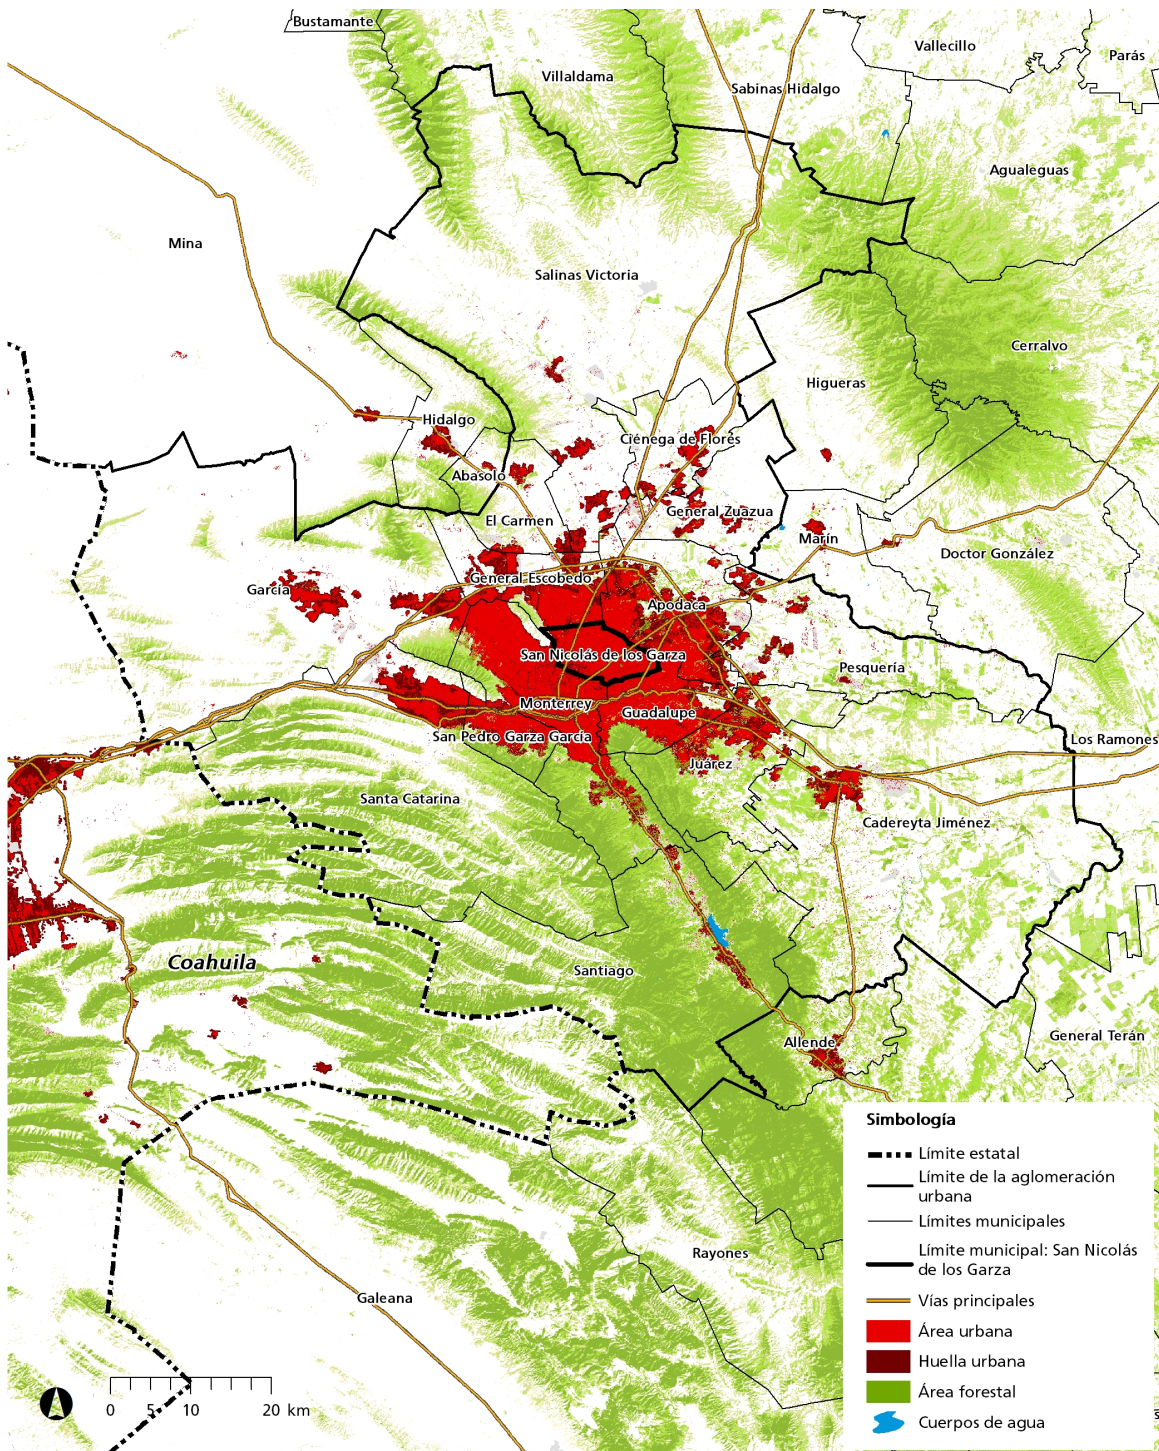 Bustamante
Vallecillo
Parás
Villaldama
Sabinas Hidalgo
Agualeguas
Mina
Salinas Victoria
Cerralvo
Higueras
Hidalgo
Ciénega de Flores
Abasolo
General Zuazua
El Carmen
Marín
Doctor González
General Escobedo
García
Apodaca
San Nicolás de los Garza
Pesquería
Monterrey
Guadalupe
San Pedro Garza García
Los Ramones
Juárez
Santa Catarina
Cadereyta Jiménez
Coahuila
Santiago
General Terán
Allende
Rayones
Galeana
Simbología
Límite estatal
Límite de la aglomeración
urbana
Límites municipales
Límite municipal: San Nicolás
de los Garza
Vías principales
Área urbana
Huella urbana
Área forestal
Cuerpos de agua
0 5 10 20 km